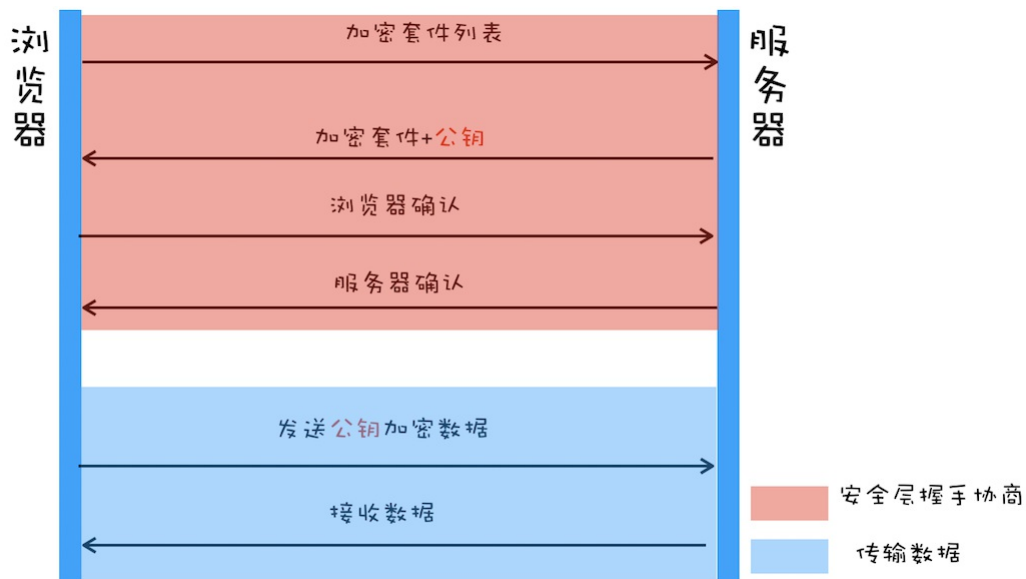 浏览器
服务器
加密套件列表
加密套件+公钥
浏览器确认
服务器确认
发送公钥加密数据
接收数据
安全层握手协商
传输数据